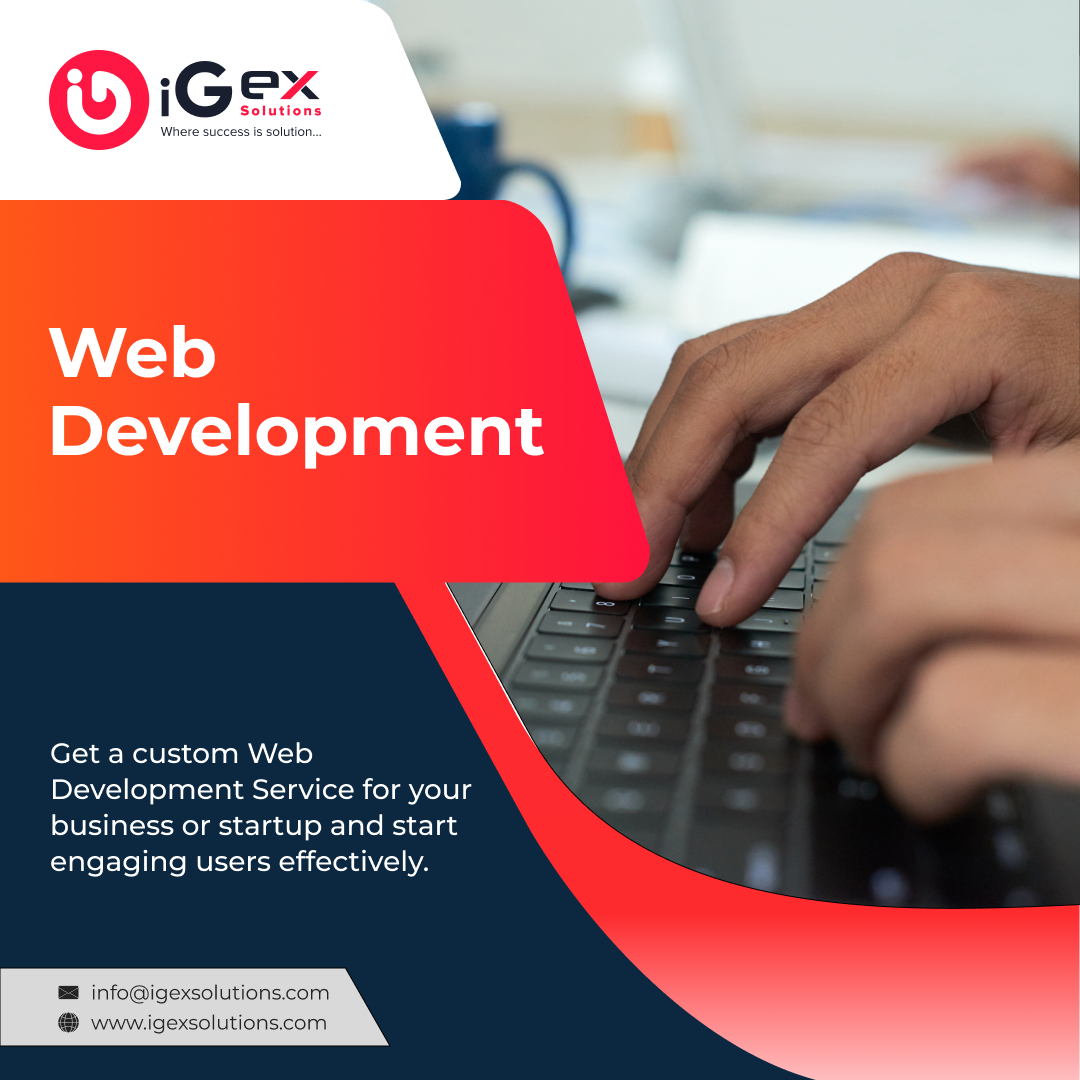 iGex
Solutions
Where success is solution...
Web
Development
Get a custom Web
Development Service for your
business or startup and start
engaging users effectively.
info@igexsolutions.com
www.igexsolutions.com